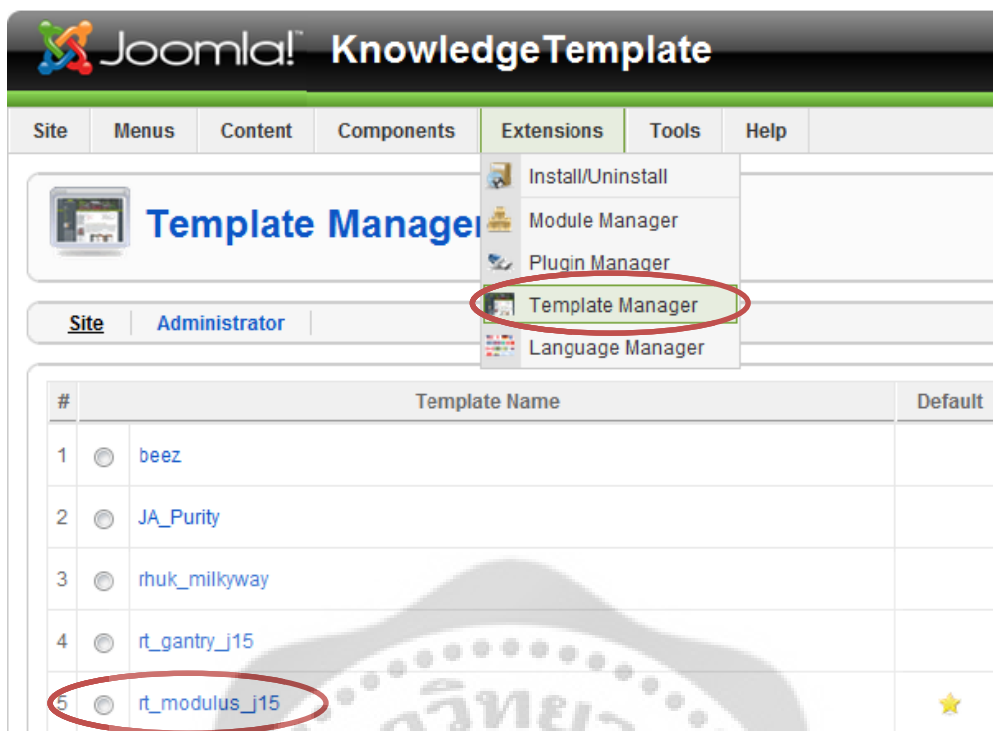 Joomla!™ KnowledgeTemplate
Site Menus Content Components Extensions Tools Help
Install/Uninstall
Module Manager
Plugin Manager
Template Manager
Language Manager
Template Manager
Site Administrator
# Template Name Default
1 beez
2 JA_Purity
3 rhuk_milkyway
4 rt_gantry_j15
5 rt_modulus_j15